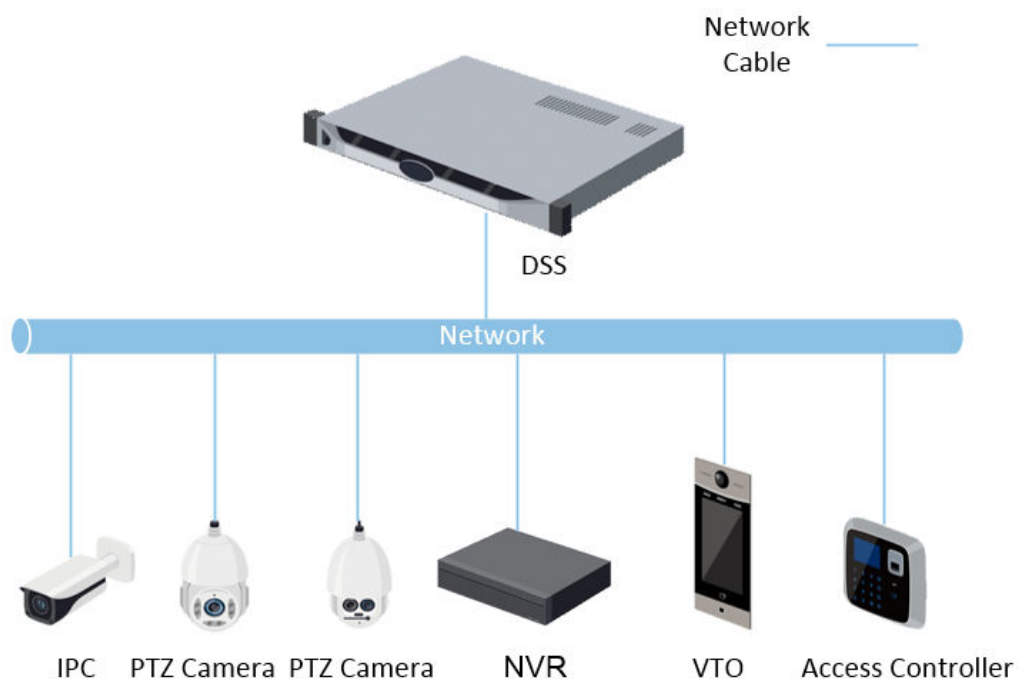 Network
Cable
DSS
Network
IPC
PTZ Camera
PTZ Camera
NVR
VTO
Access Controller